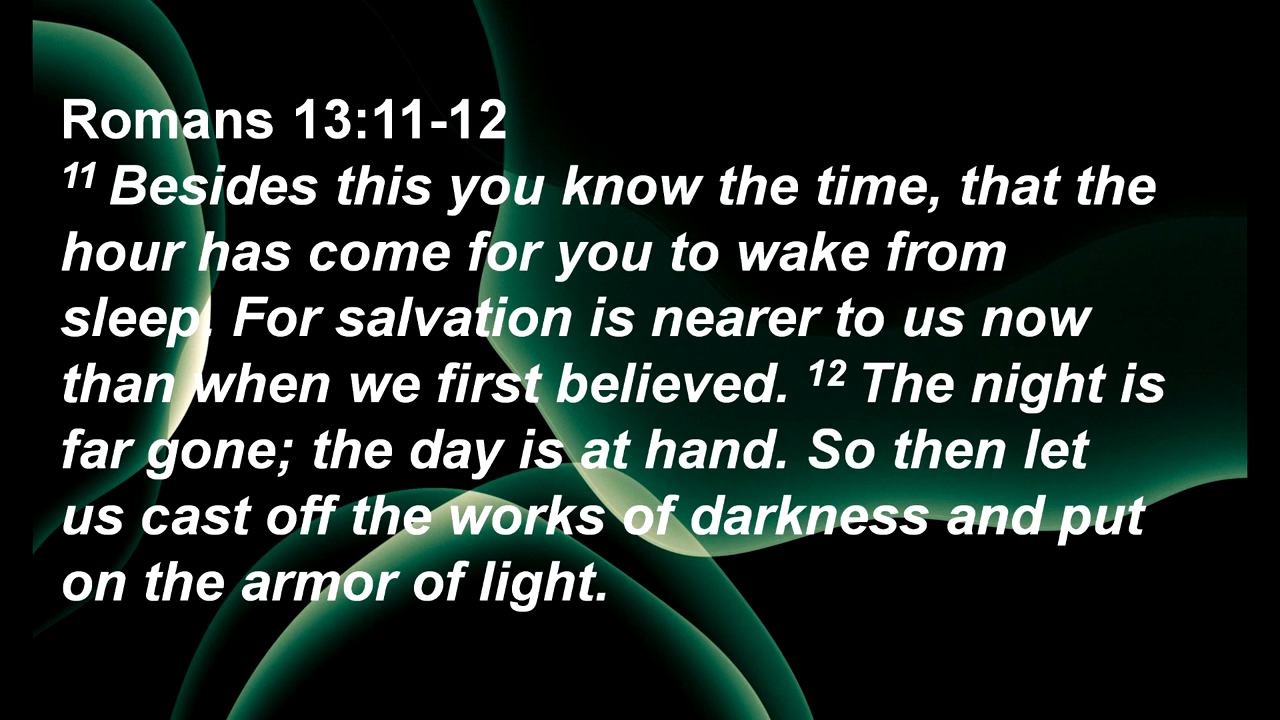 Romans 13:11-12
11 Besides this you know the time, that the
hour has come for you to wake from
sleep. For salvation is nearer to us now
than when we first believed. 12 The night is
far gone; the day is at hand. So then let
us cast off the works of darkness and put
on the armor of light.